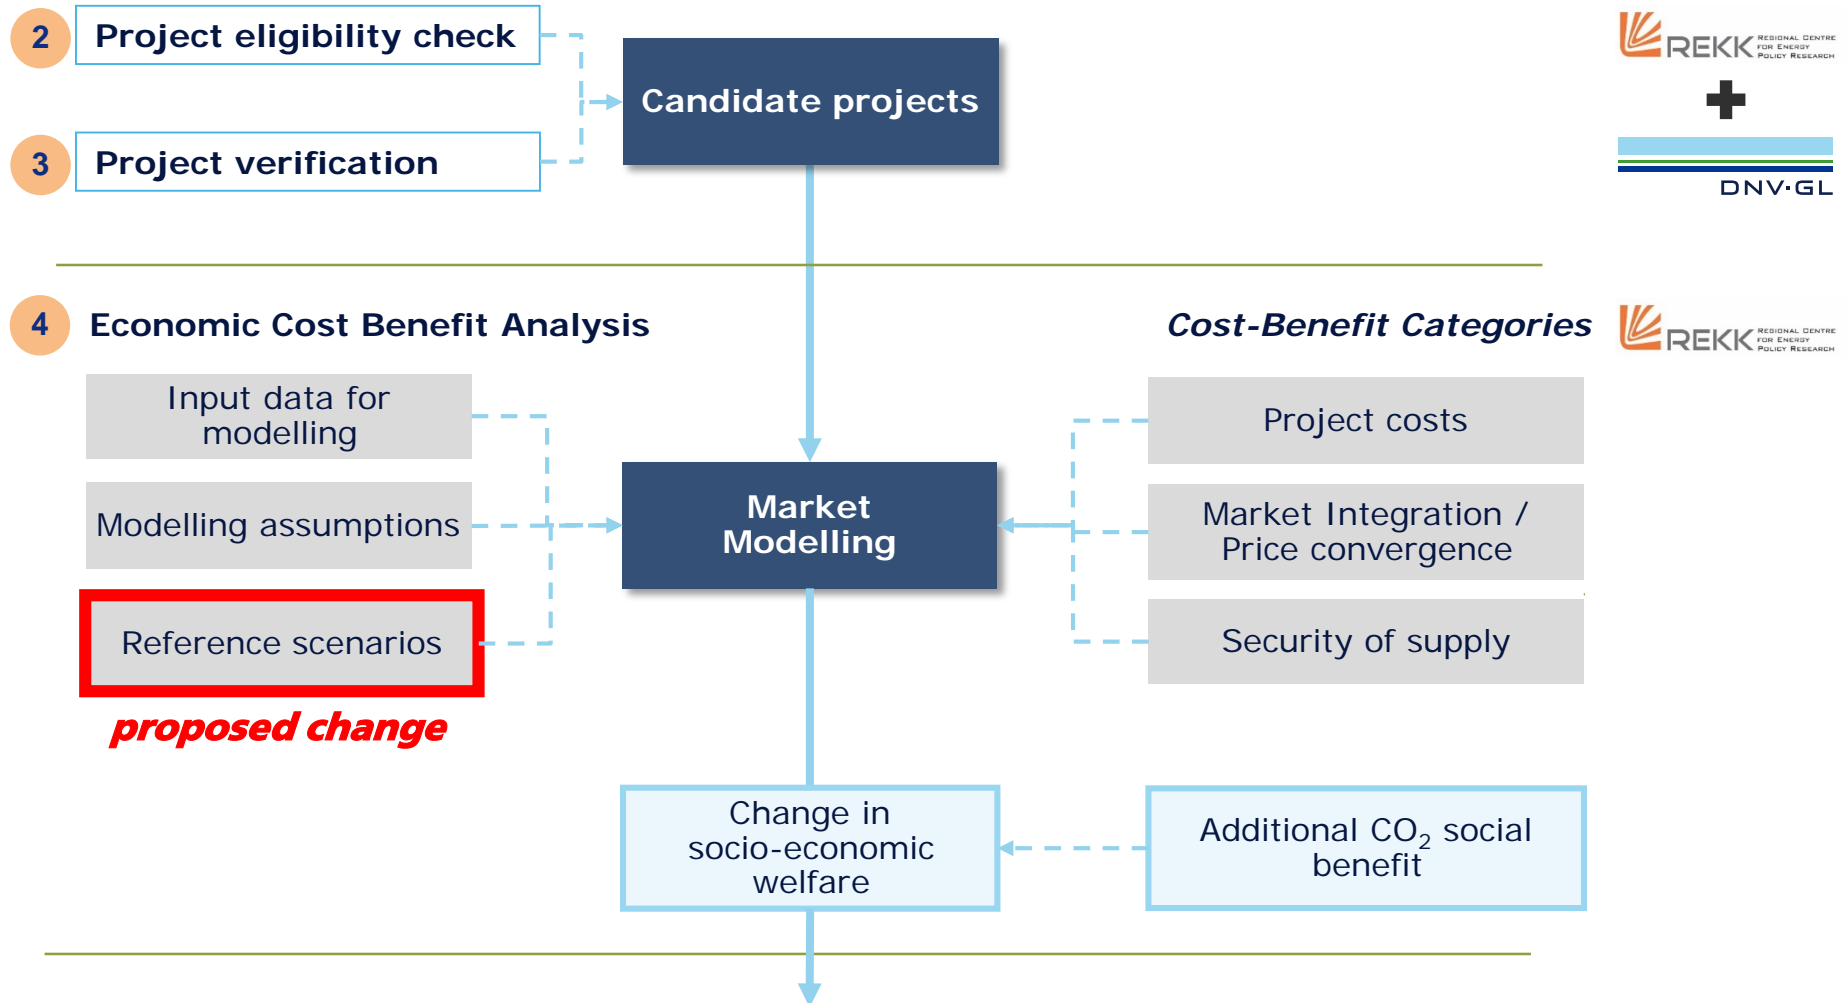 2
Project eligibility check
3
Project verification
Candidate projects
REKK
REGIONAL CENTRE
FOR ENERGY
POLICY RESEARCH
DNV·GL
4
Economic Cost Benefit Analysis
Cost-Benefit Categories
REKK
REGIONAL CENTRE
FOR ENERGY
POLICY RESEARCH
Input data for
modelling
Modelling assumptions
Reference scenarios
proposed change
Market
Modelling
Project costs
Market Integration /
Price convergence
Security of supply
Change in
socio-economic
welfare
Additional CO₂ social
benefit